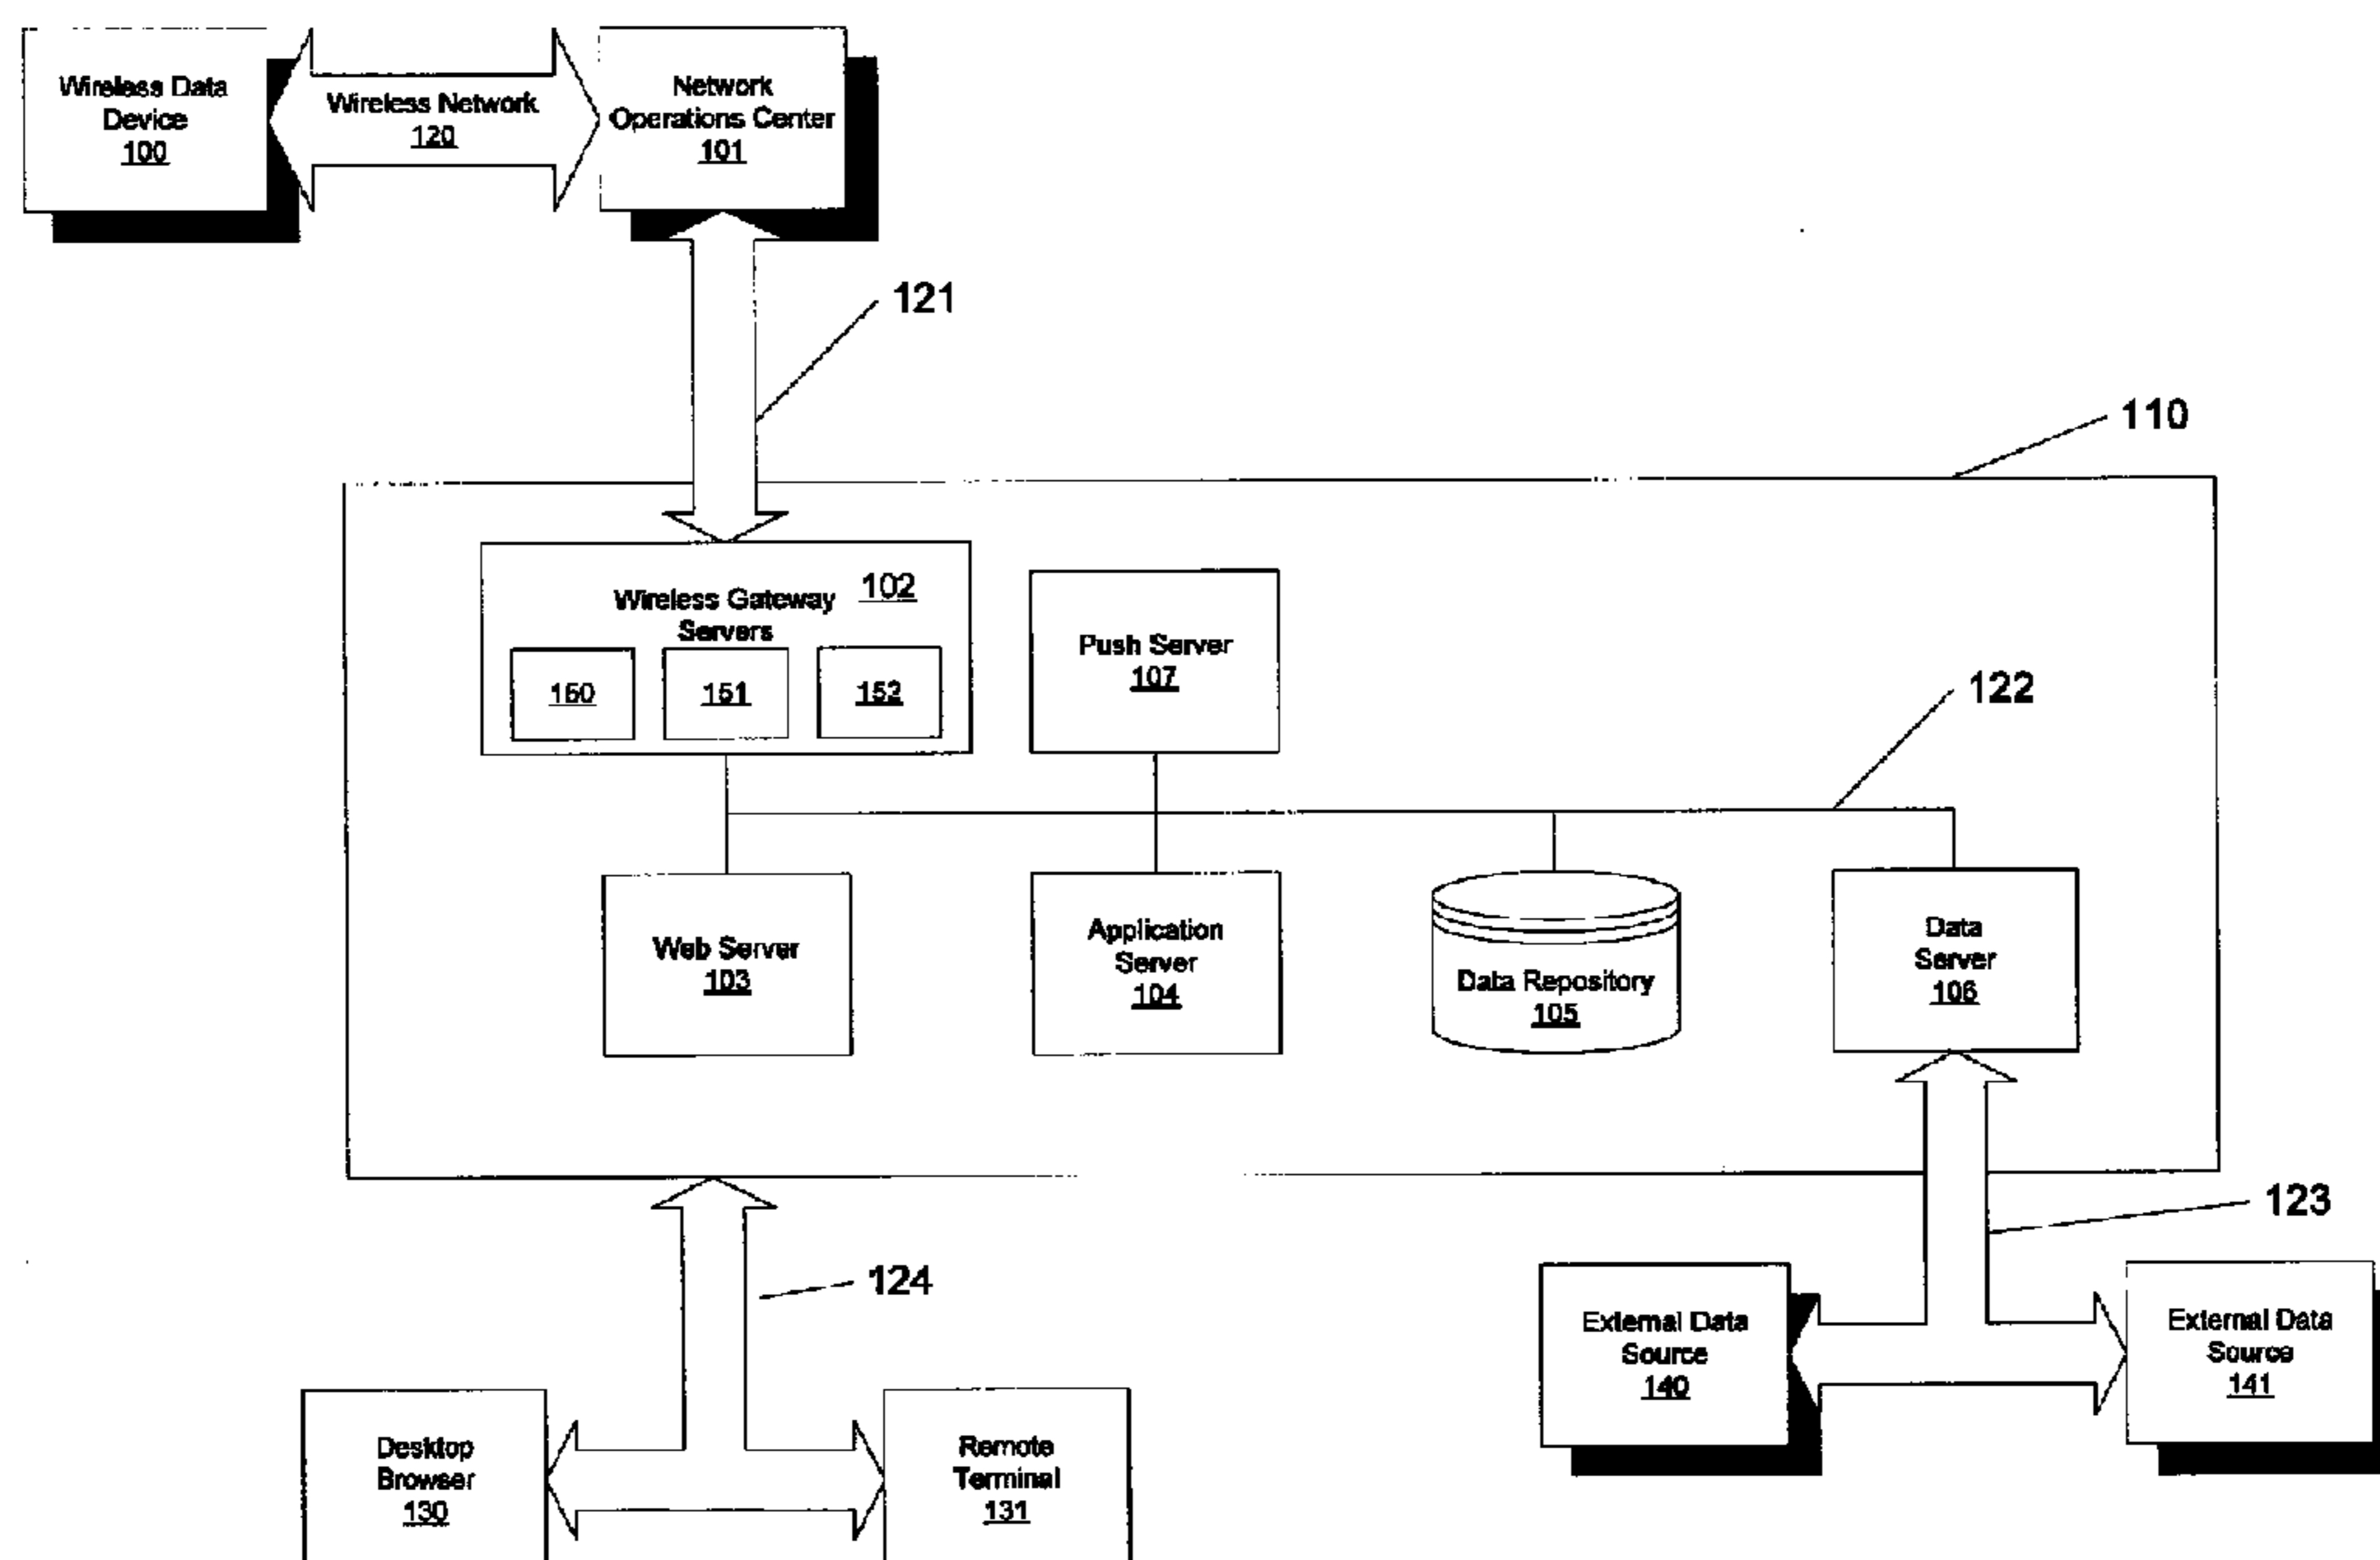 Wireless Data
Device
100
Wireless Network
120
Network
Operations Center
101
121
110
Wireless Gateway
Servers
102
150
151
152
Push Server
107
122
Web Server
103
Application
Server
104
Data Repository
105
Data
Server
106
123
124
External Data
Source
140
External Data
Source
141
Desktop
Browser
130
Remote
Terminal
131